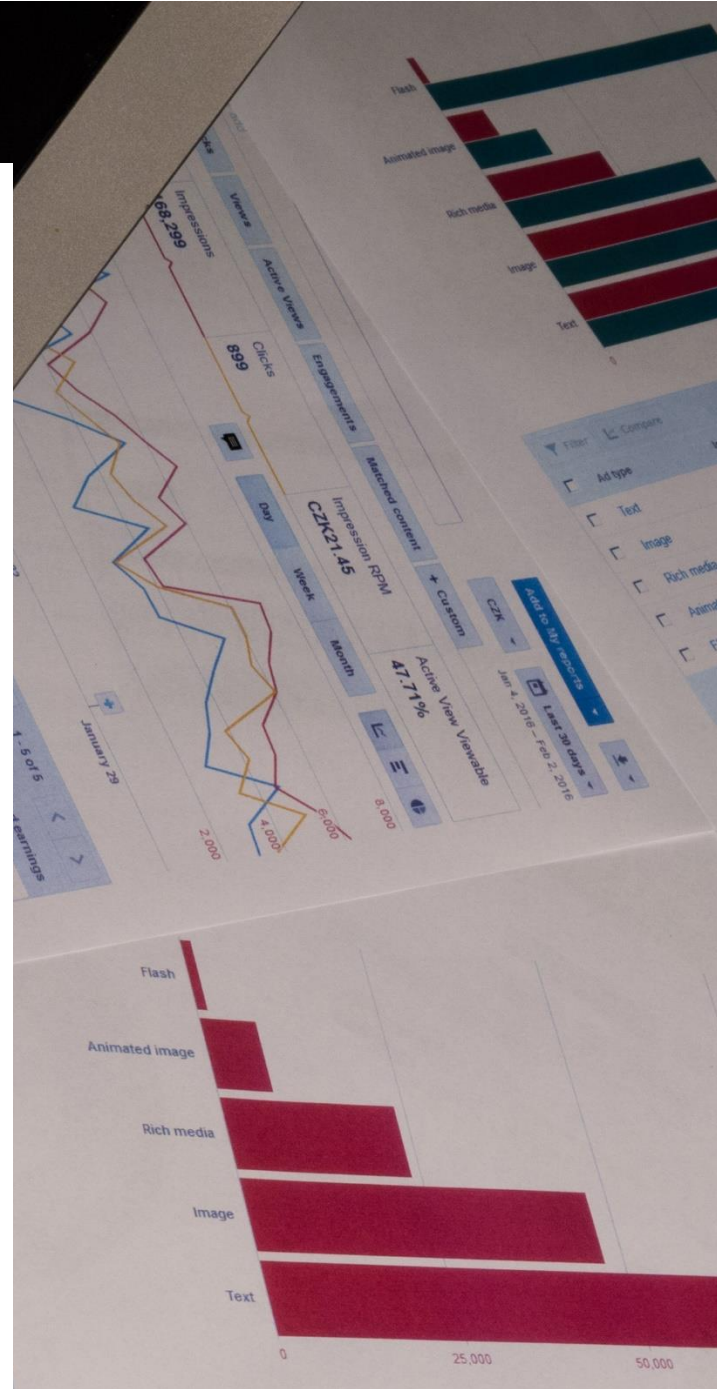 Flash
Animated image
Rich media
Image
Text
0
Filter
Compare
Ad type
Text
Image
Rich media
Views
Active Views
Engagements
Matched content
+ Custom
Impressions
168,299
Clicks
899
Impression RPM
CZK21.45
Active View Viewable
47.71%
CZK
Add to My reports
Last 30 days
Jan 4, 2016 – Feb 2, 2016
Day
Week
Month
8,000
6,000
4,000
2,000
January 29
1 - 5 of 5
earnings
Flash
Animated image
Rich media
Image
Text
0
25,000
50,000